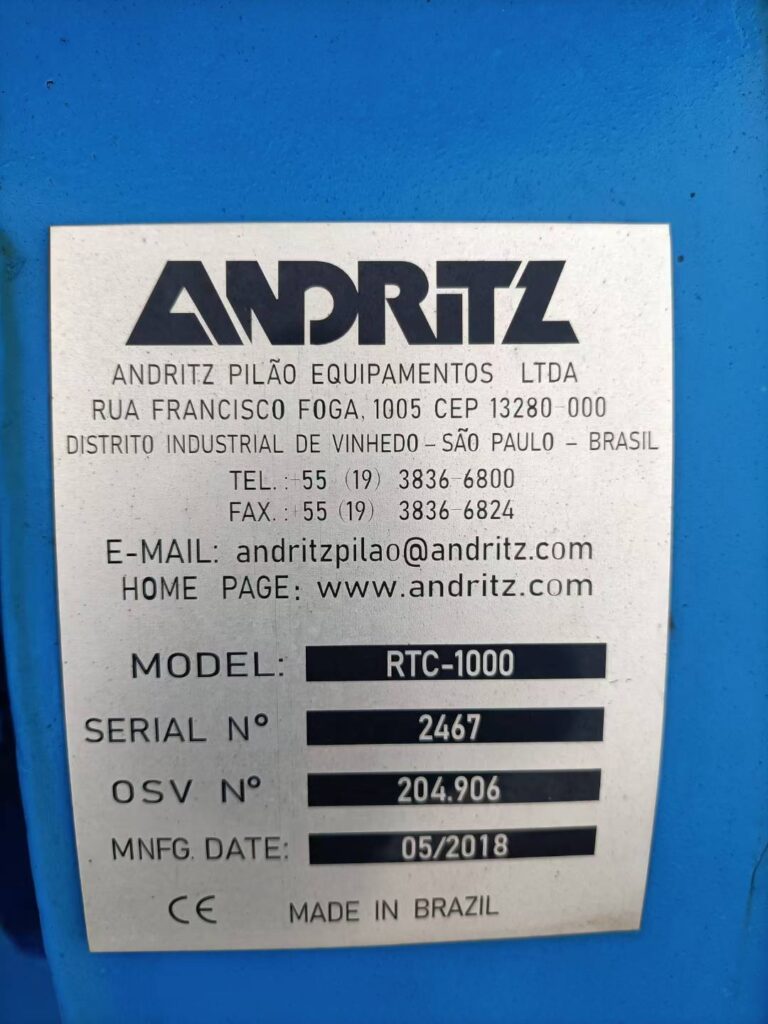 ANDRITZ
ANDRITZ PILÃO EQUIPAMENTOS LTDA
RUA FRANCISCO FOGA, 1005 CEP 13280-000
DISTRITO INDUSTRIAL DE VINHEDO – SÃO PAULO – BRASIL
TEL. : +55 (19) 3836-6800
FAX. : +55 (19) 3836-6824
E-MAIL: andritzpilao@andritz.com
HOME PAGE: www.andritz.com
MODEL: RTC-1000
SERIAL Nº 2467
OSV Nº 204.906
MNFG. DATE: 05/2018
CE MADE IN BRAZIL